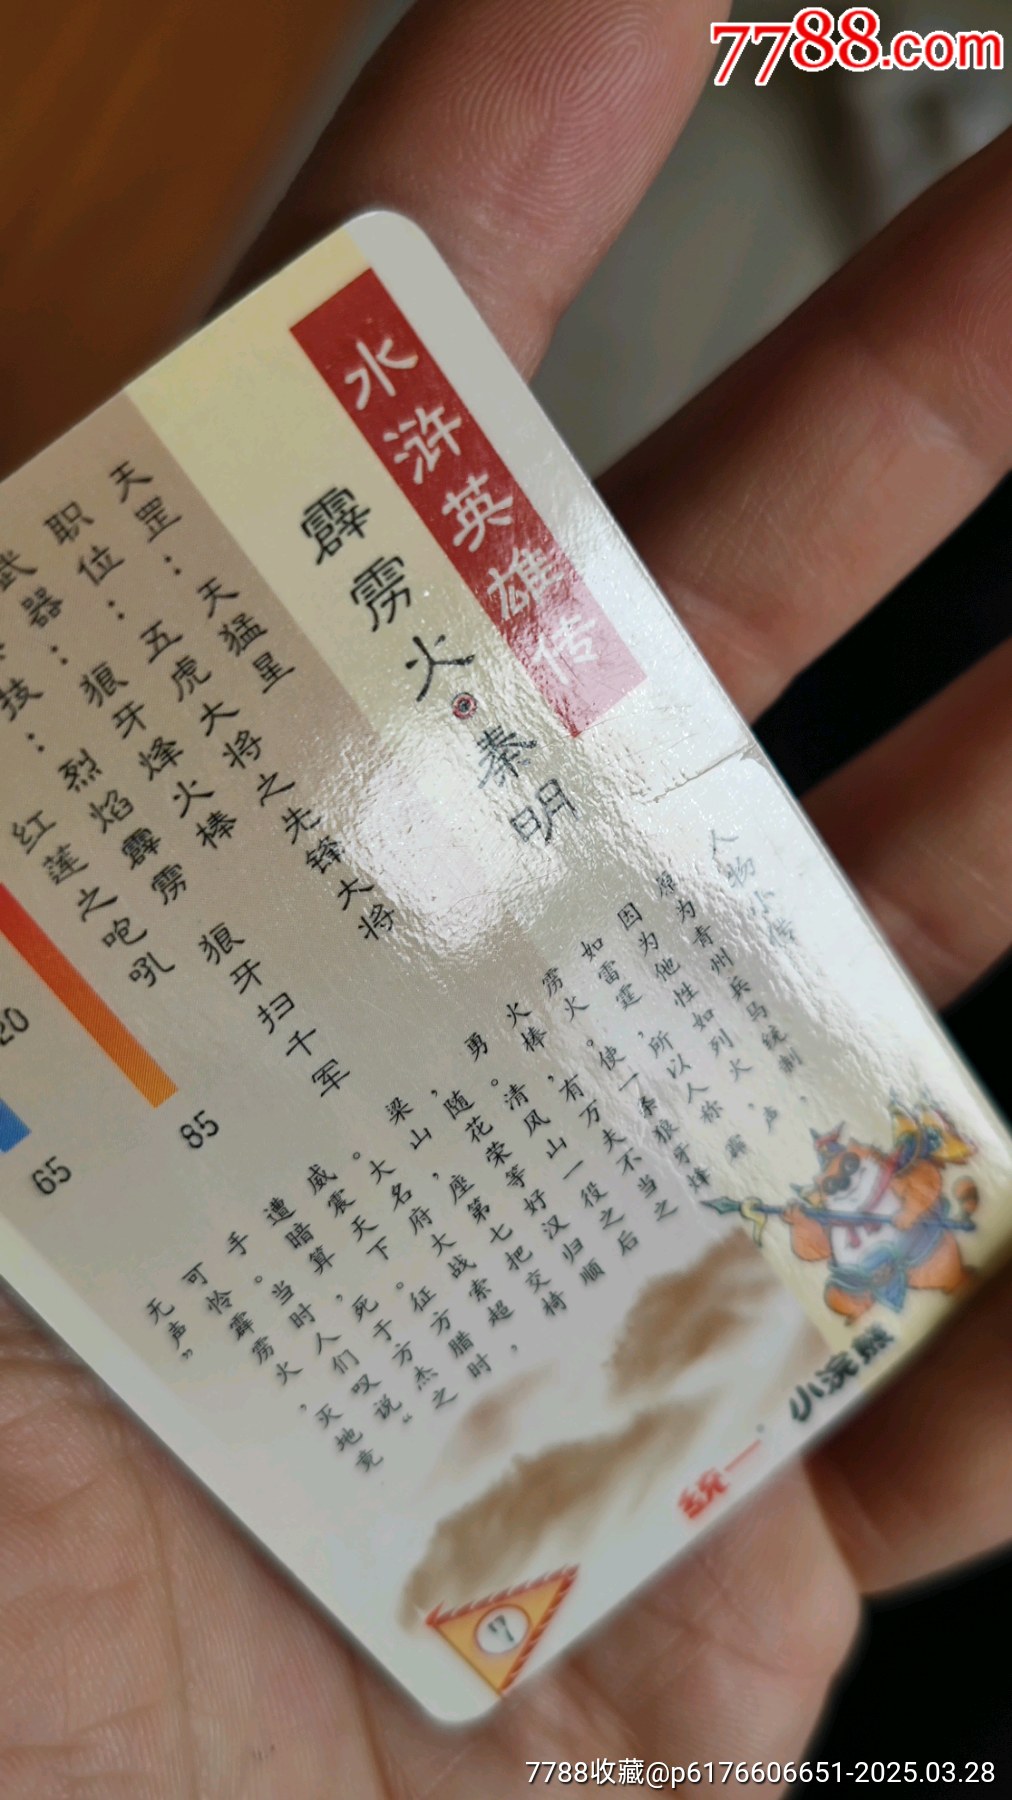 7788.com
水浒英雄传
霹雳火·秦明
天罡：天猛星
职位：五虎大将之先锋大将
武器：狼牙烽火棒
技：烈焰霹雳 狼牙扫千军
红莲之咆吼
20
65
85
人物小传
原为青州兵马统制，
因为他性如列火，声
如雷霆，所以人称霹
雳火。使一条狼牙烽
火棒，有万夫不当之
勇。清风山一役之后
，随花荣等好汉归顺
梁山，座第七把交椅
。大名府大战索超时，
威震天下。征方腊之
遭暗算，死于方杰之
手。当时，人们叹说“
可怜霹雳火，灭地竟
无声”
小浣熊
統一
7
7788收藏@p6176606651-2025.03.28